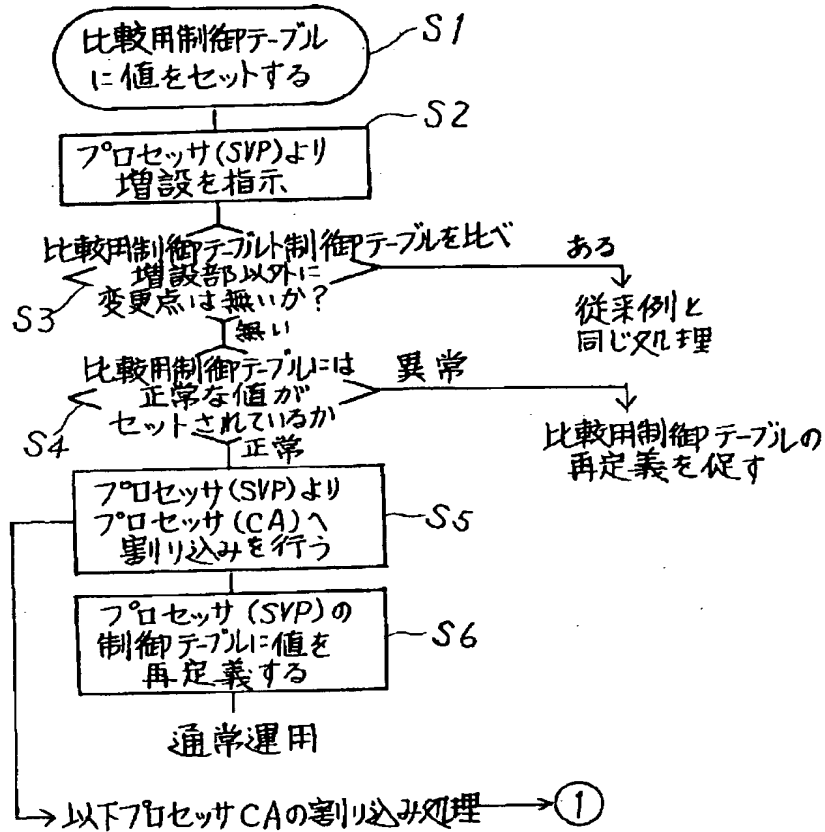 比較用制御テーブル
に値をセットする
S1
S2
プロセッサ(SVP)より
増設を指示
比較用制御テーブルト制御テーブルを比べ
増設部以外に
変更点は無いか?
S3
ある
従来例と
同じ処理
無い
比較用制御テーブルには
正常な値が
セットされているか
S4
異常
比較用制御テーブルの
再定義を促す
正常
プロセッサ(SVP)より
プロセッサ(CA)へ
割り込みを行う
S5
プロセッサ(SVP)の
制御テーブルに値を
再定義する
S6
通常運用
以下プロセッサCAの割り込み処理
1